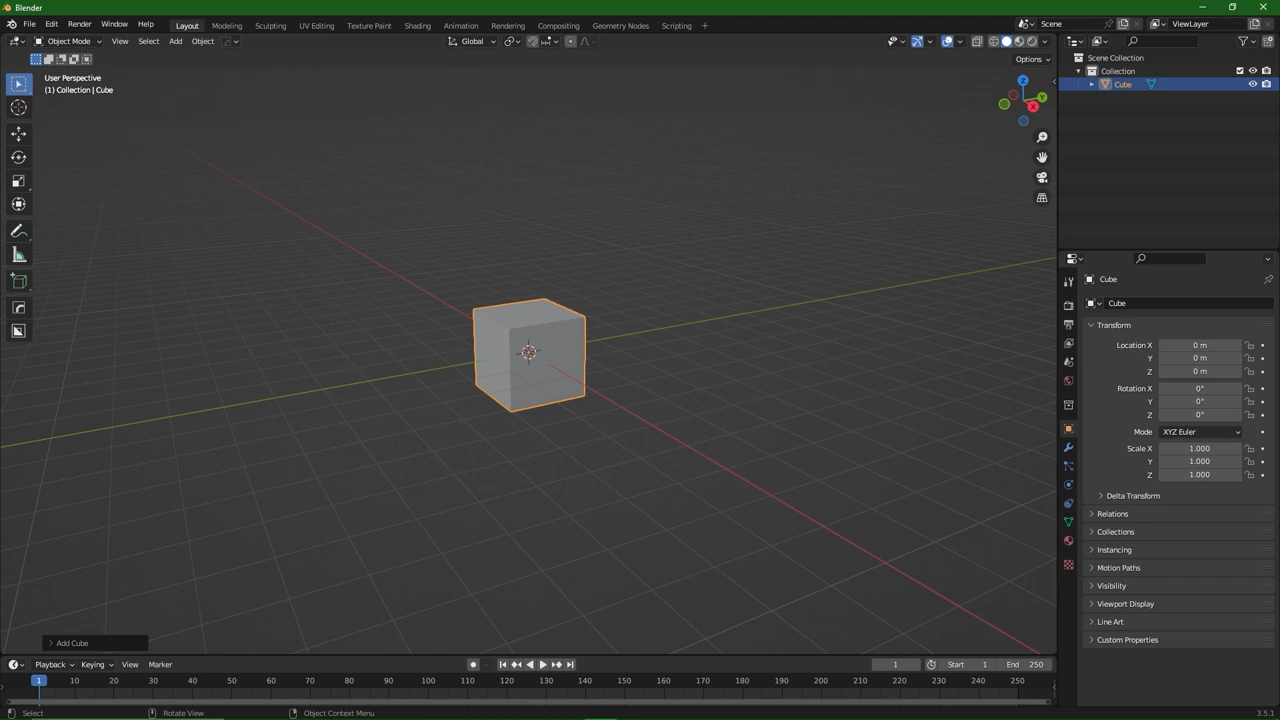 Blender
File Edit Render Window Help Layout Modeling Sculpting UV Editing Texture Paint Shading Animation Rendering Compositing Geometry Nodes Scripting + Scene ViewLayer
Object Mode View Select Add Object Global
Options
User Perspective
(1) Collection | Cube
Z
Y
X
Add Cube
Scene Collection
Collection
Cube
Cube
Cube
Transform
Location X 0 m
Y 0 m
Z 0 m
Rotation X 0°
Y 0°
Z 0°
Mode XYZ Euler
Scale X 1.000
Y 1.000
Z 1.000
Delta Transform
Relations
Collections
Instancing
Motion Paths
Visibility
Viewport Display
Line Art
Custom Properties
Playback Keying View Marker 1 Start 1 End 250
1 10 20 30 40 50 60 70 80 90 100 110 120 130 140 150 160 170 180 190 200 210 220 230 240 250
Select Rotate View Object Context Menu 3.5.1